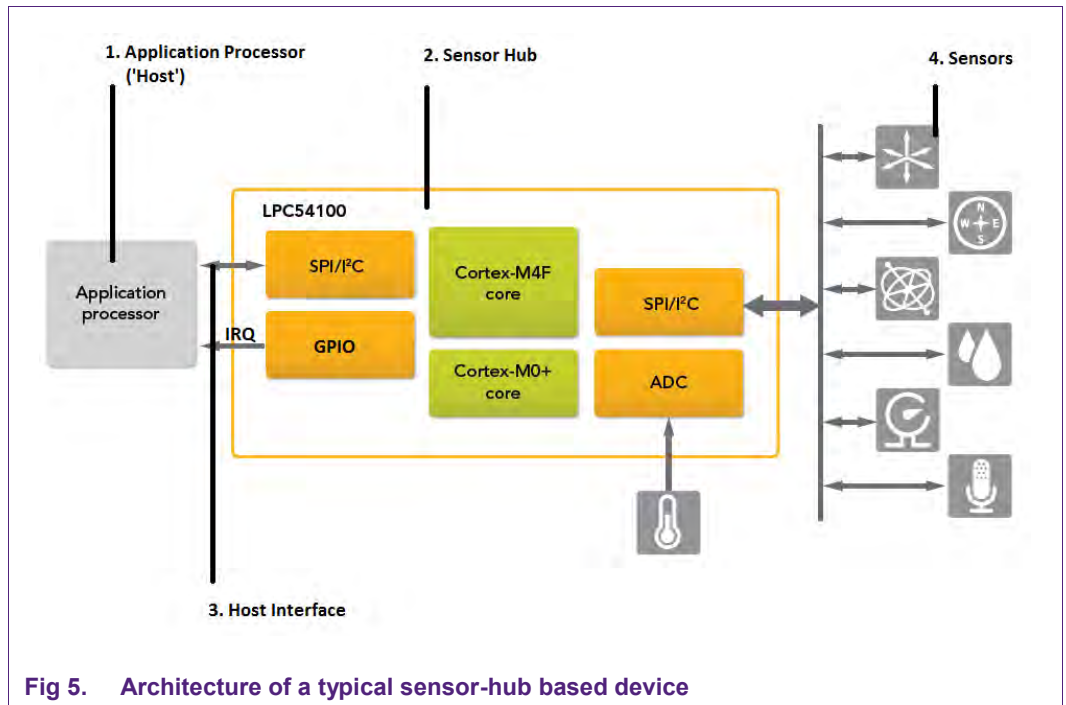 1. Application Processor
('Host')
2. Sensor Hub
4. Sensors
LPC54100
Application
processor
SPI/I²C
IRQ
GPIO
Cortex-M4F
core
Cortex-M0+
core
SPI/I²C
ADC
N
W
E
S
3. Host Interface
Fig 5. Architecture of a typical sensor-hub based device